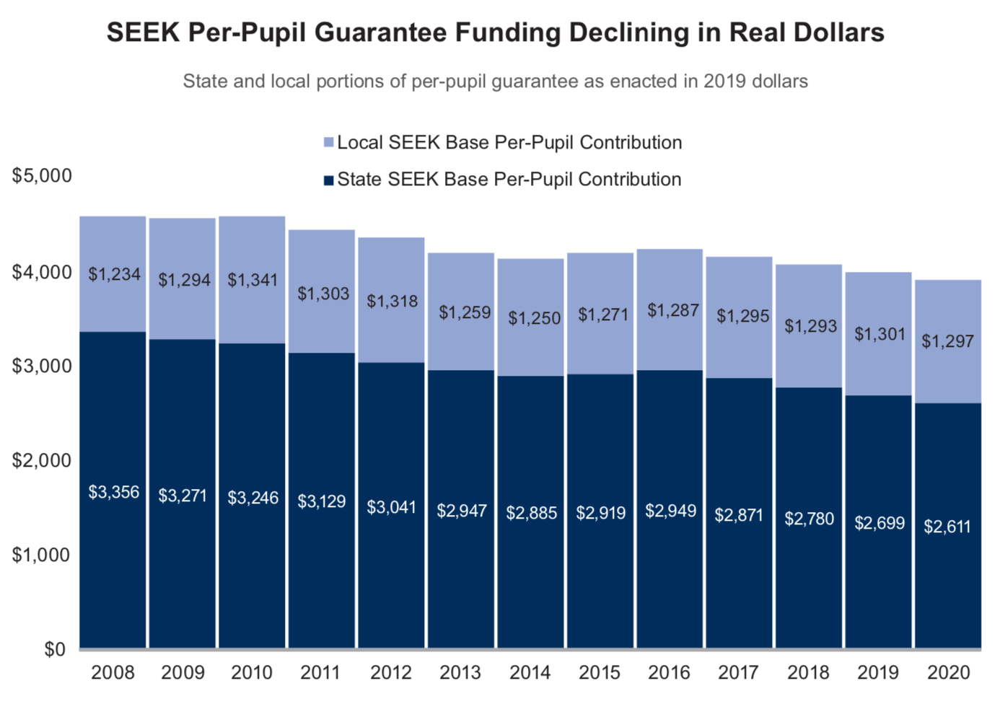 SEEK Per-Pupil Guarantee Funding Declining in Real Dollars
State and local portions of per-pupil guarantee as enacted in 2019 dollars
Local SEEK Base Per-Pupil Contribution
State SEEK Base Per-Pupil Contribution
$5,000
$4,000
$3,000
$2,000
$1,000
$0
$1,234 $1,294 $1,341 $1,303 $1,318 $1,259 $1,250 $1,271 $1,287 $1,295 $1,293 $1,301 $1,297
$3,356 $3,271 $3,246 $3,129 $3,041 $2,947 $2,885 $2,919 $2,949 $2,871 $2,780 $2,699 $2,611
2008 2009 2010 2011 2012 2013 2014 2015 2016 2017 2018 2019 2020